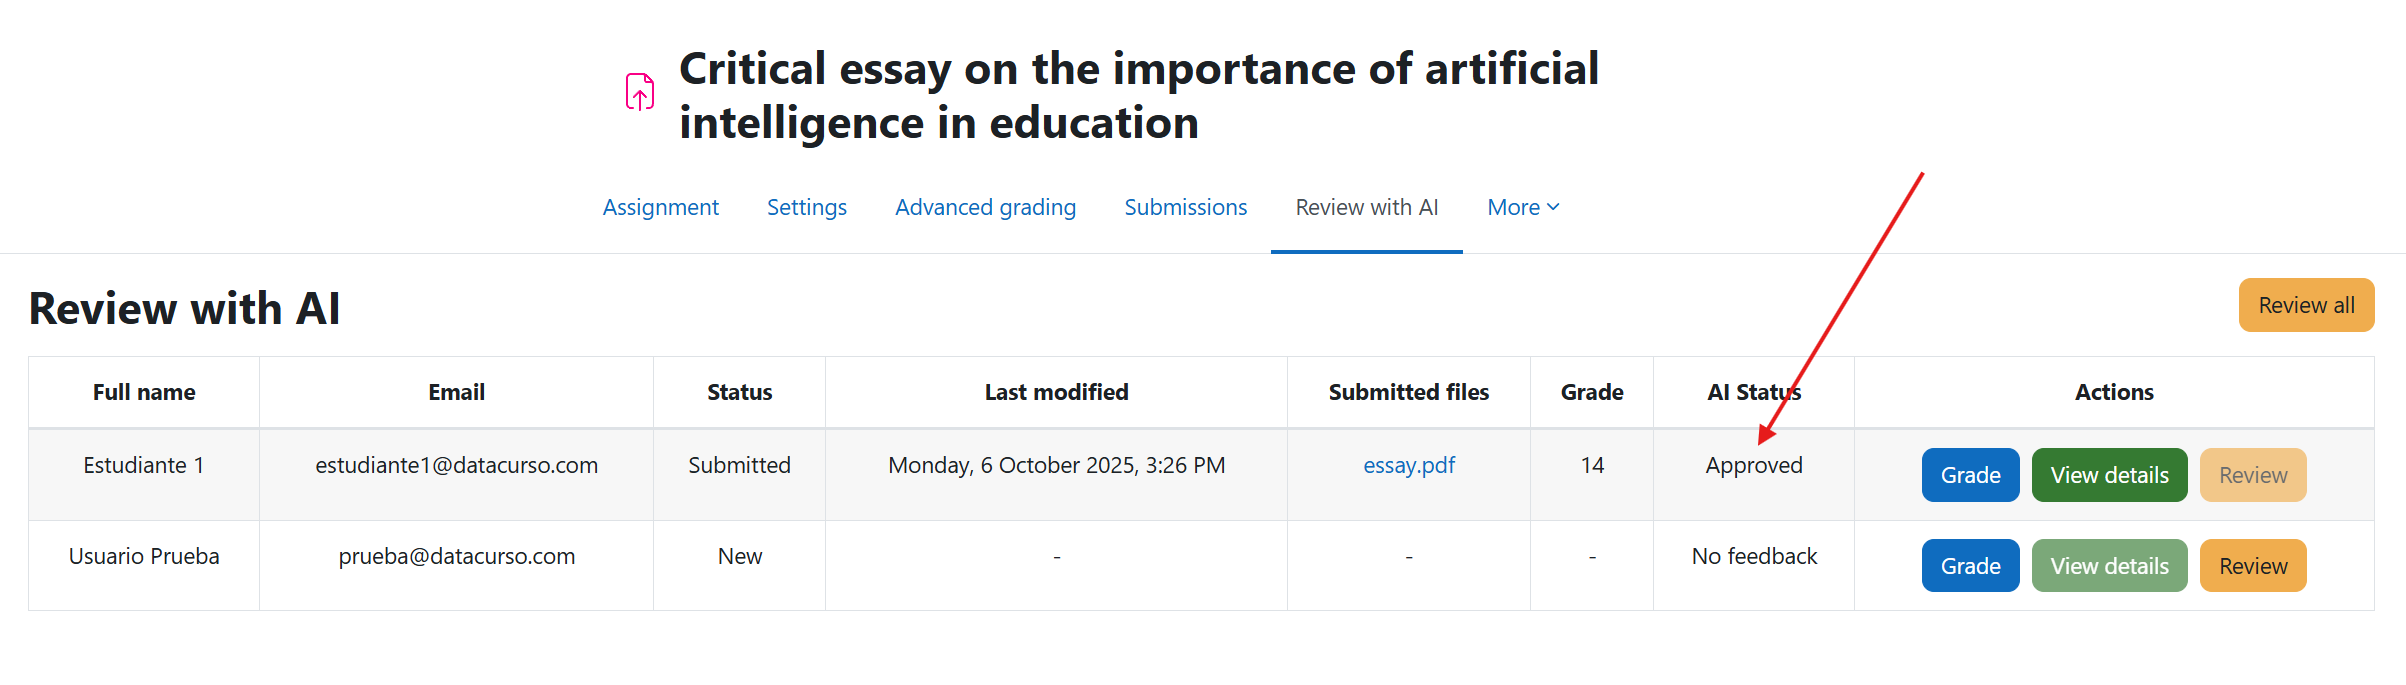 Critical essay on the importance of artificial
intelligence in education
Assignment Settings Advanced grading Submissions Review with AI More
Review with AI
Review all
Full name Email Status Last modified Submitted files Grade AI Status Actions
Estudiante 1 estudiante1@datacurso.com Submitted Monday, 6 October 2025, 3:26 PM essay.pdf 14 Approved Grade View details Review
Usuario Prueba prueba@datacurso.com New - - - No feedback Grade View details Review